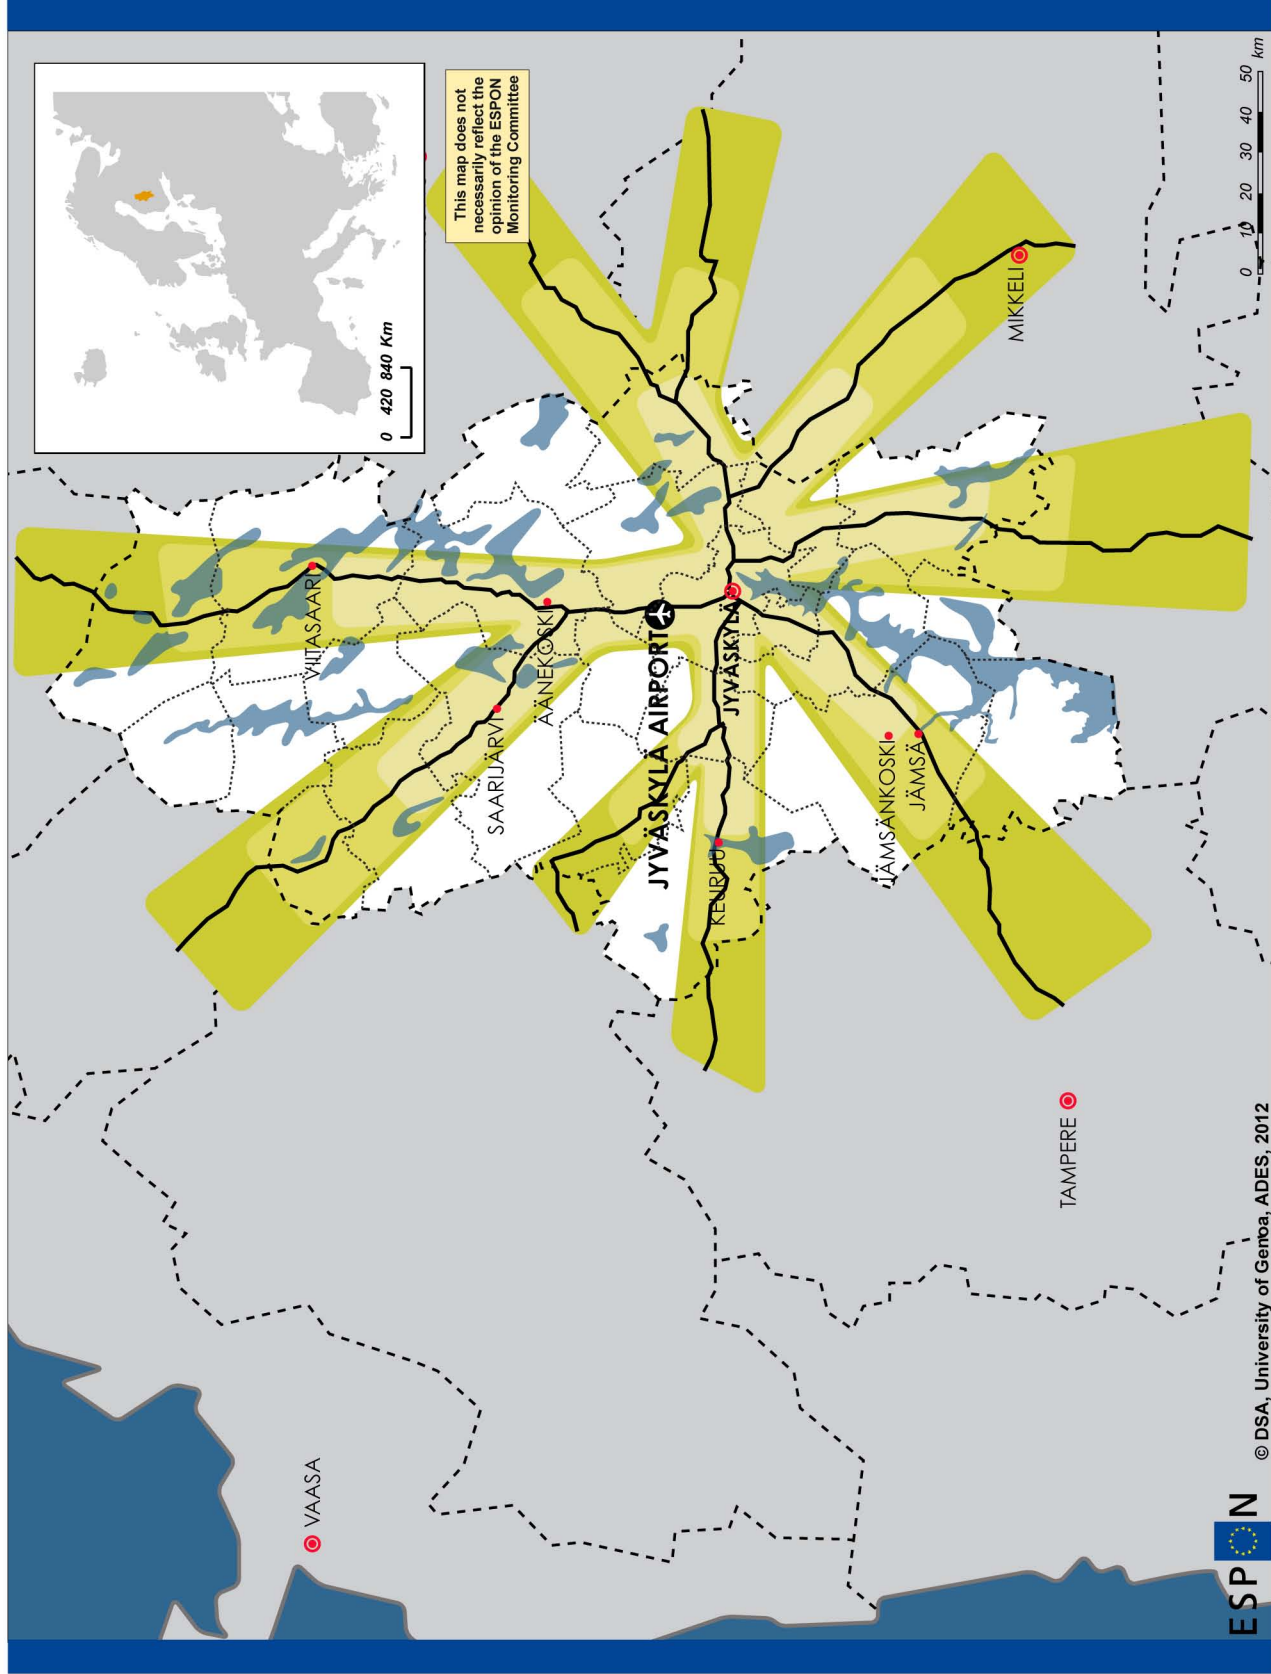 This map does not
necessarily reflect the
opinion of the ESPON
Monitoring Committee
0 420 840 Km
VIITASAARI
ÄÄNEKOSKI
SAARIJÄRVI
JYVÄSKYLÄ AIRPORT
JYVÄSKYLÄ
KEURUU
JÄMSÄNKOSKI
JÄMSÄ
MIKKELI
TAMPERE
VAASA
0 10 20 30 40 50 km
ESPON
© DSA, University of Genoa, ADES, 2012